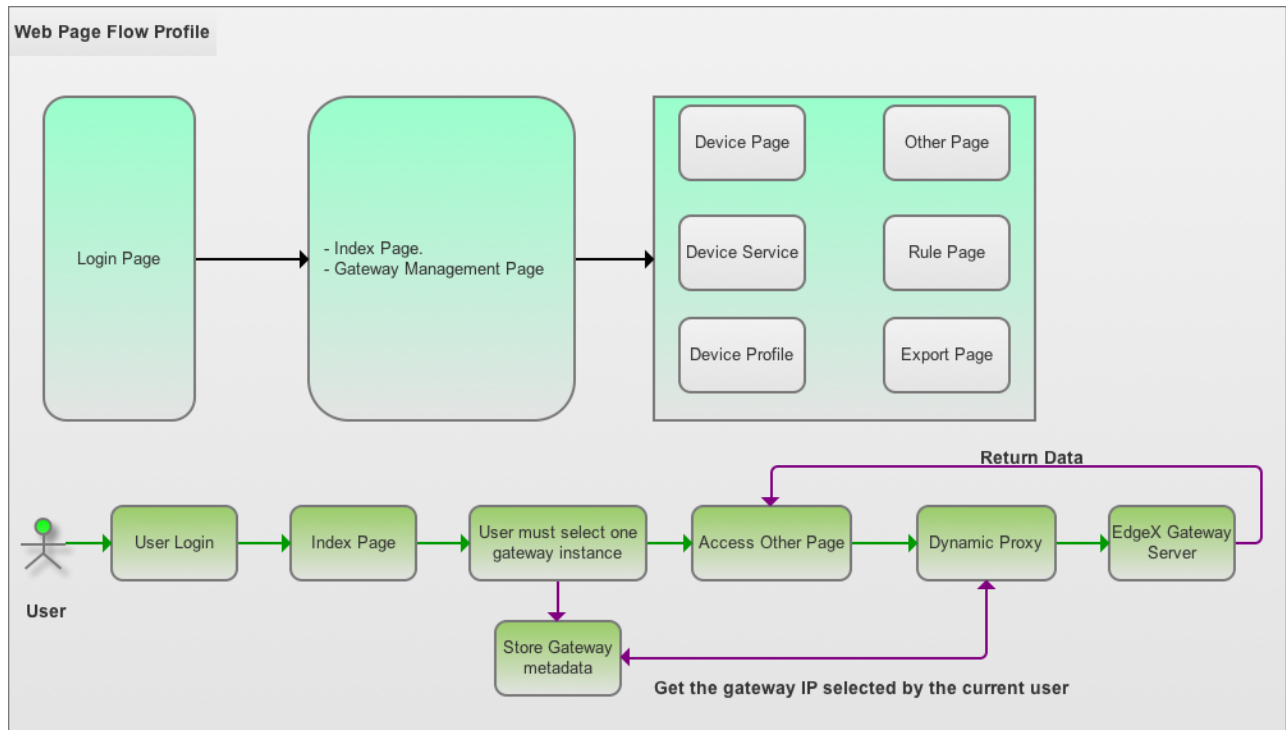 Web Page Flow Profile
Login Page
- Index Page.
- Gateway Management Page
Device Page
Other Page
Device Service
Rule Page
Device Profile
Export Page
Return Data
User Login
Index Page
User must select one
gateway instance
Access Other Page
Dynamic Proxy
EdgeX Gateway
Server
User
Store Gateway
metadata
Get the gateway IP selected by the current user